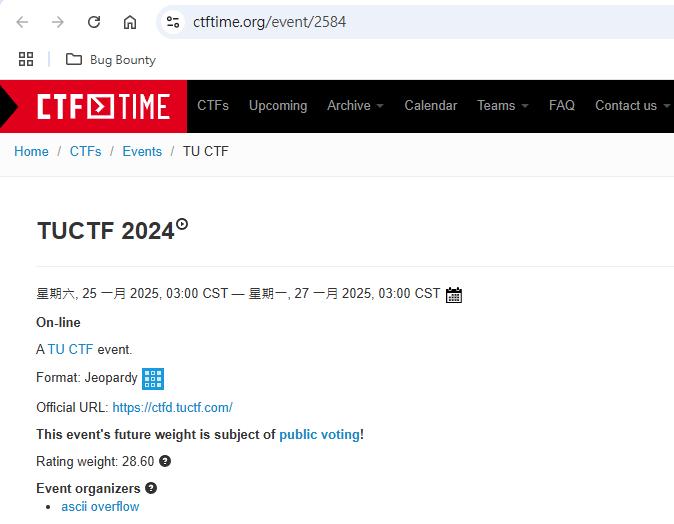 ctftime.org/event/2584
Bug Bounty
CTF TIME CTFs Upcoming Archive Calendar Teams FAQ Contact us
Home / CTFs / Events / TU CTF
TUCTF 2024
星期六, 25 一月 2025, 03:00 CST — 星期一, 27 一月 2025, 03:00 CST
On-line
A TU CTF event.
Format: Jeopardy
Official URL: https://ctfd.tuctf.com/
This event's future weight is subject of public voting!
Rating weight: 28.60
Event organizers
• ascii overflow